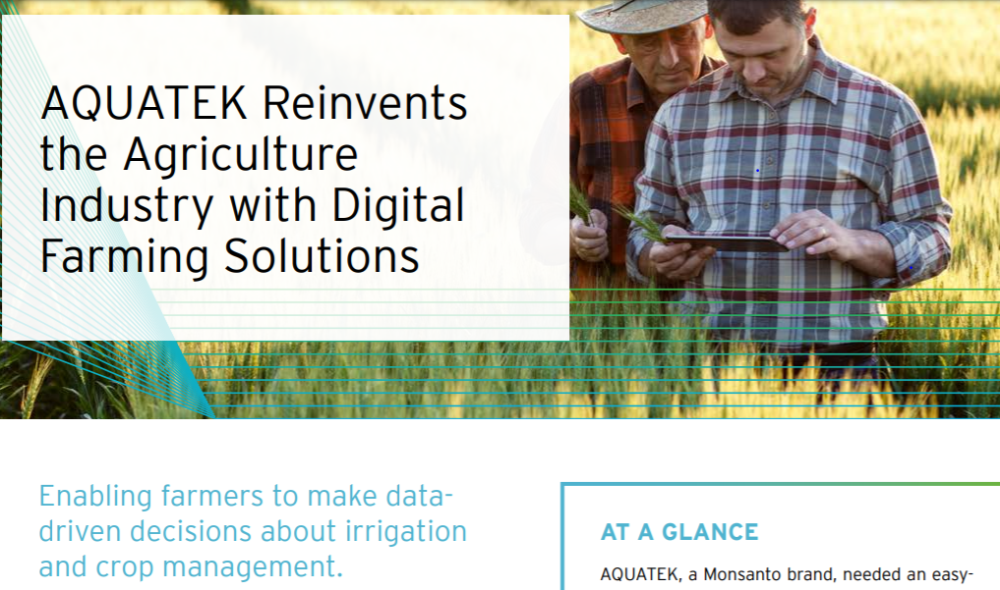 AQUATEK Reinvents
the Agriculture
Industry with Digital
Farming Solutions
Enabling farmers to make data-
driven decisions about irrigation
and crop management.
AT A GLANCE
AQUATEK, a Monsanto brand, needed an easy-